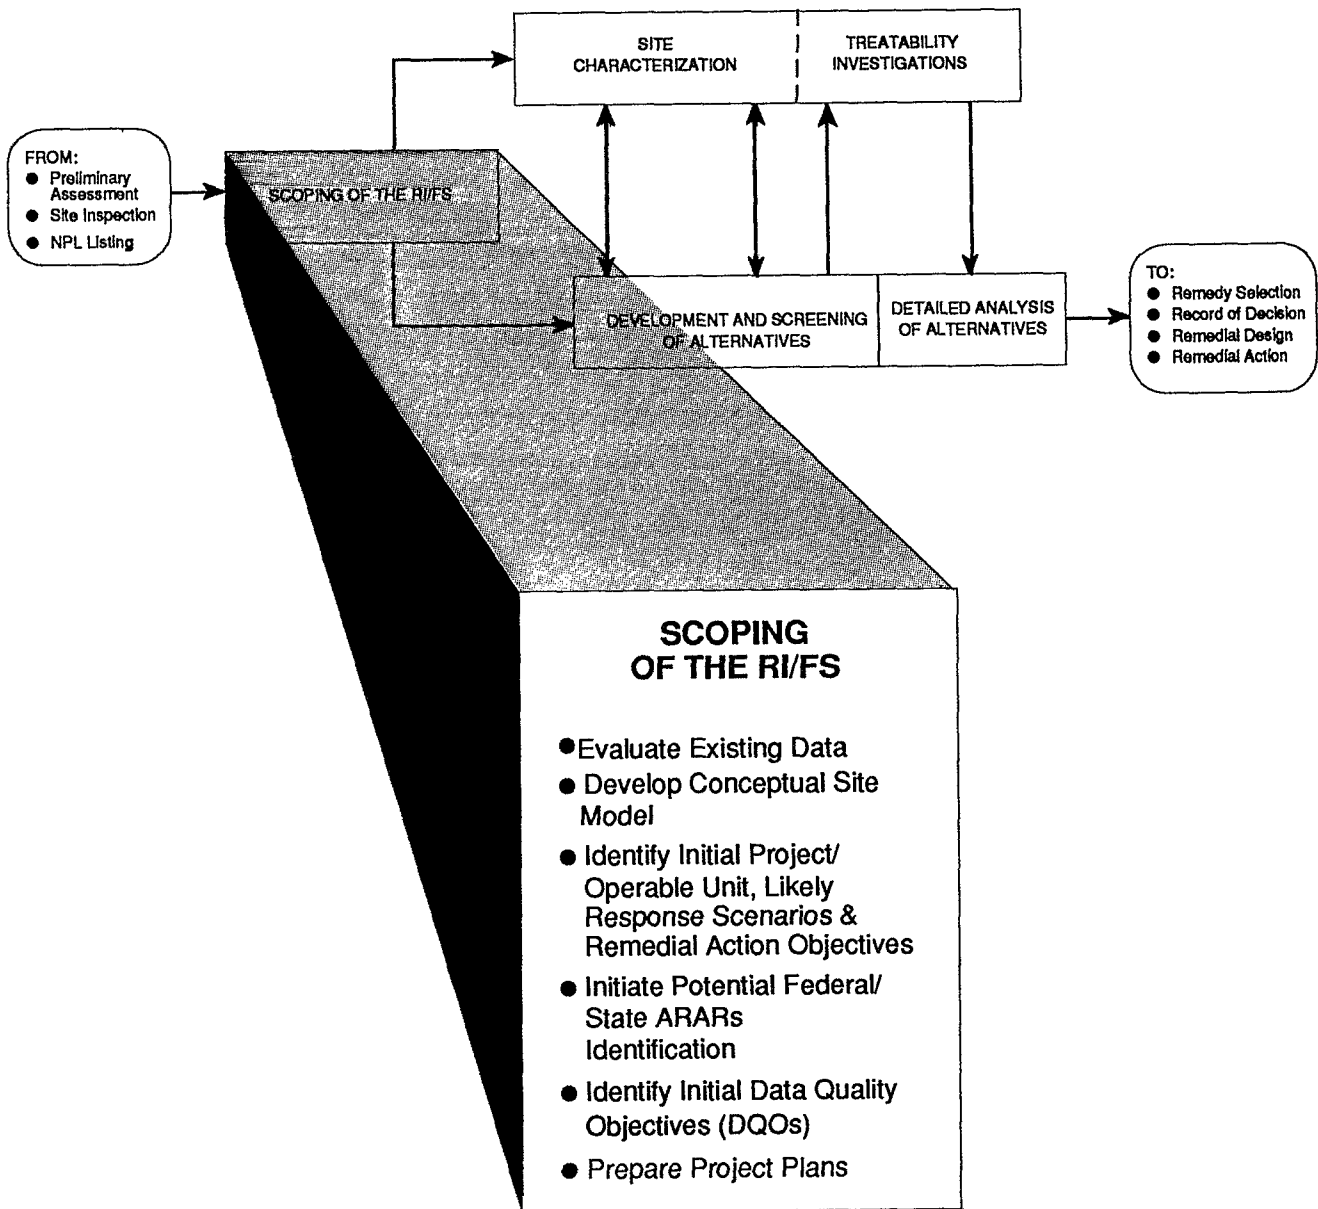 SITE
CHARACTERIZATION
TREATABILITY
INVESTIGATIONS
FROM:
● Preliminary
Assessment
● Site Inspection
● NPL Listing
SCOPING OF THE RI/FS
DEVELOPMENT AND SCREENING
OF ALTERNATIVES
DETAILED ANALYSIS
OF ALTERNATIVES
TO:
● Remedy Selection
● Record of Decision
● Remedial Design
● Remedial Action
SCOPING
OF THE RI/FS
● Evaluate Existing Data
● Develop Conceptual Site
Model
● Identify Initial Project/
Operable Unit, Likely
Response Scenarios &
Remedial Action Objectives
● Initiate Potential Federal/
State ARARs
Identification
● Identify Initial Data Quality
Objectives (DQOs)
● Prepare Project Plans